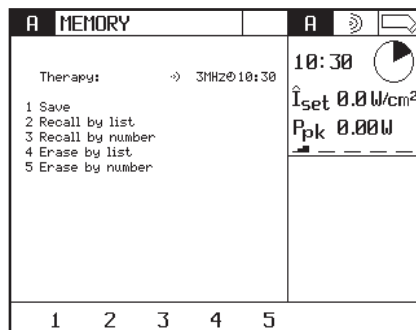 A MEMORY
Therapy: 3MHz 10:30
1 Save
2 Recall by list
3 Recall by number
4 Erase by list
5 Erase by number
1 2 3 4 5
A
10:30
Îset 0.0 W/cm²
Ppk 0.00W